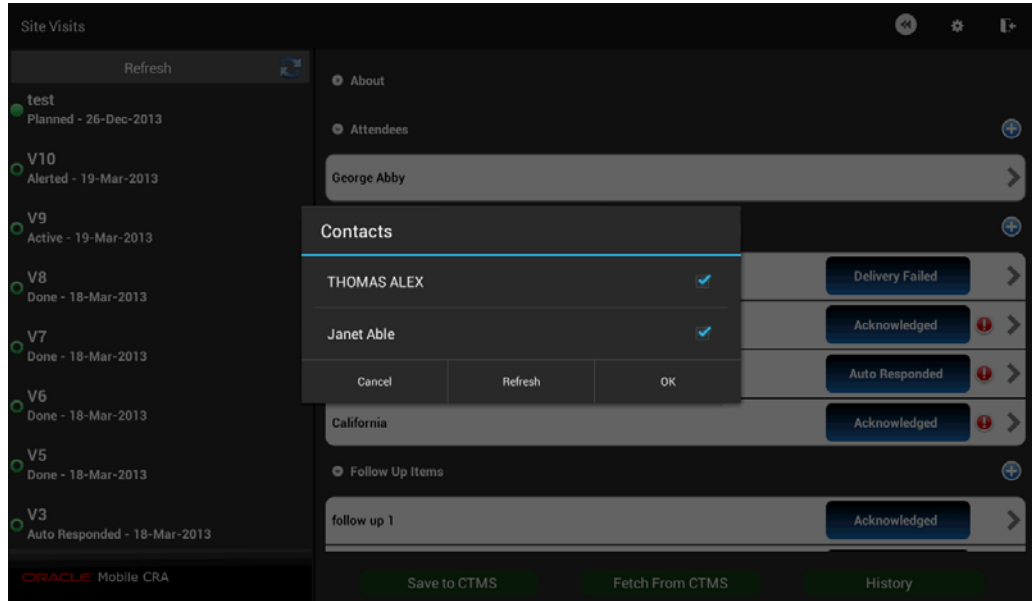 Site Visits
Refresh
test
Planned - 26-Dec-2013
V10
Alerted - 19-Mar-2013
V9
Active - 19-Mar-2013
V8
Done - 18-Mar-2013
V7
Done - 18-Mar-2013
V6
Done - 18-Mar-2013
V5
Done - 18-Mar-2013
V3
Auto Responded - 18-Mar-2013
ORACLE Mobile CRA
About
Attendees
George Abby
Contacts
THOMAS ALEX
Janet Able
Cancel Refresh OK
Delivery Failed
Acknowledged
Auto Responded
California Acknowledged
Follow Up Items
follow up 1 Acknowledged
Save to CTMS Fetch From CTMS History